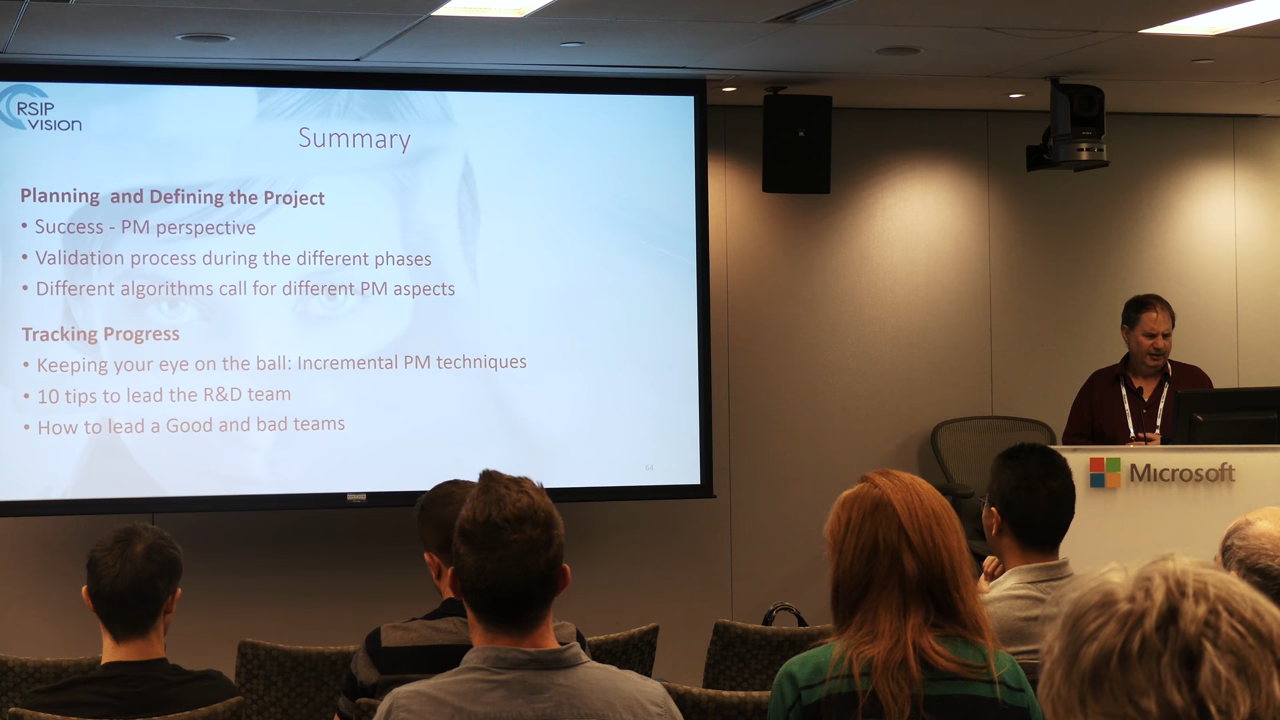 RSIP
VISION
Summary
Planning and Defining the Project
• Success - PM perspective
• Validation process during the different phases
• Different algorithms call for different PM aspects
Tracking Progress
• Keeping your eye on the ball: Incremental PM techniques
• 10 tips to lead the R&D team
• How to lead a Good and bad teams
64
Microsoft